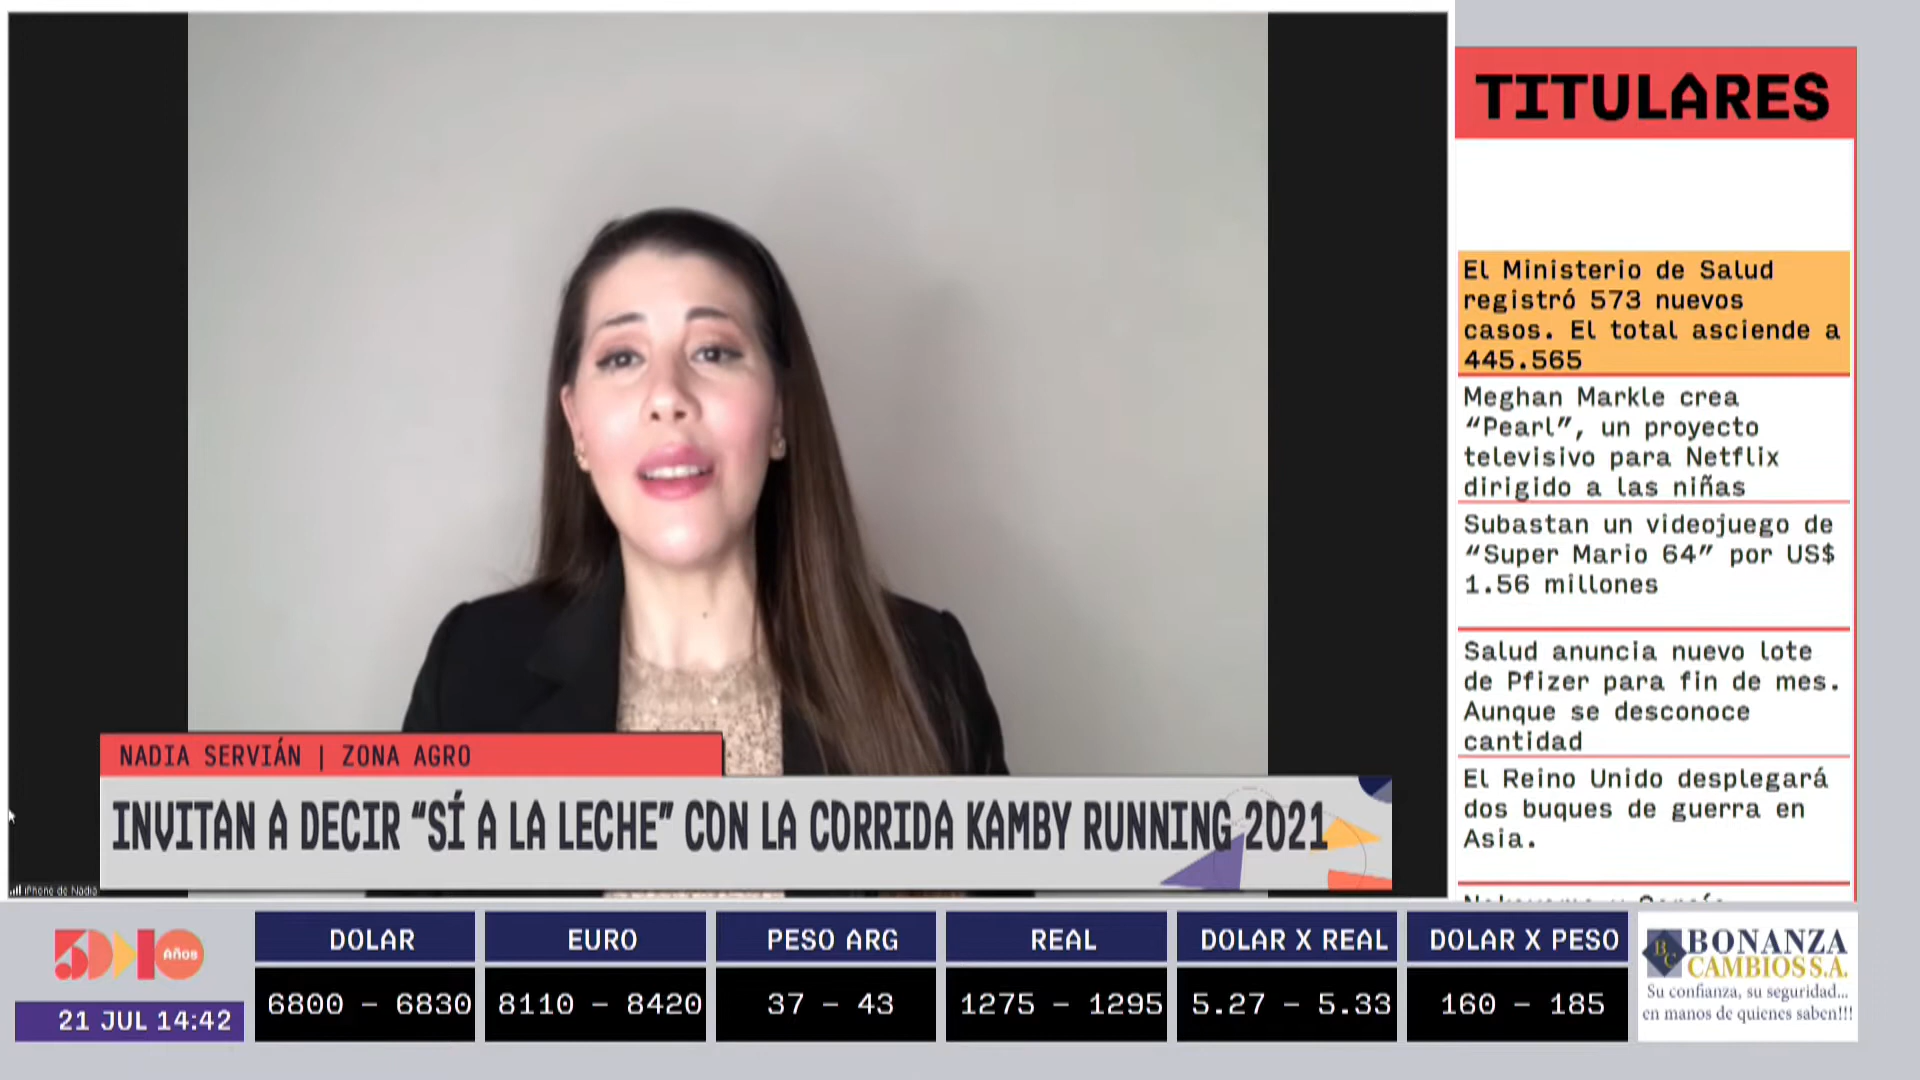 TITULARES
El Ministerio de Salud
registró 573 nuevos
casos. El total asciende a
445.565
Meghan Markle crea
“Pearl”, un proyecto
televisivo para Netflix
dirigido a las niñas
Subastan un videojuego de
“Super Mario 64” por US$
1.56 millones
Salud anuncia nuevo lote
de Pfizer para fin de mes.
Aunque se desconoce
cantidad
El Reino Unido desplegará
dos buques de guerra en
Asia.
NADIA SERVIÁN | ZONA AGRO
INVITAN A DECIR “SÍ A LA LECHE” CON LA CORRIDA KAMBY RUNNING 2021
iPhone de Nadia
Años
21 JUL 14:42
DOLAR
6800 – 6830
EURO
8110 – 8420
PESO ARG
37 – 43
REAL
1275 – 1295
DOLAR X REAL
5.27 – 5.33
DOLAR X PESO
160 – 185
BC
BONANZA
CAMBIOS S.A.
Su confianza, su seguridad...
en manos de quienes saben!!!